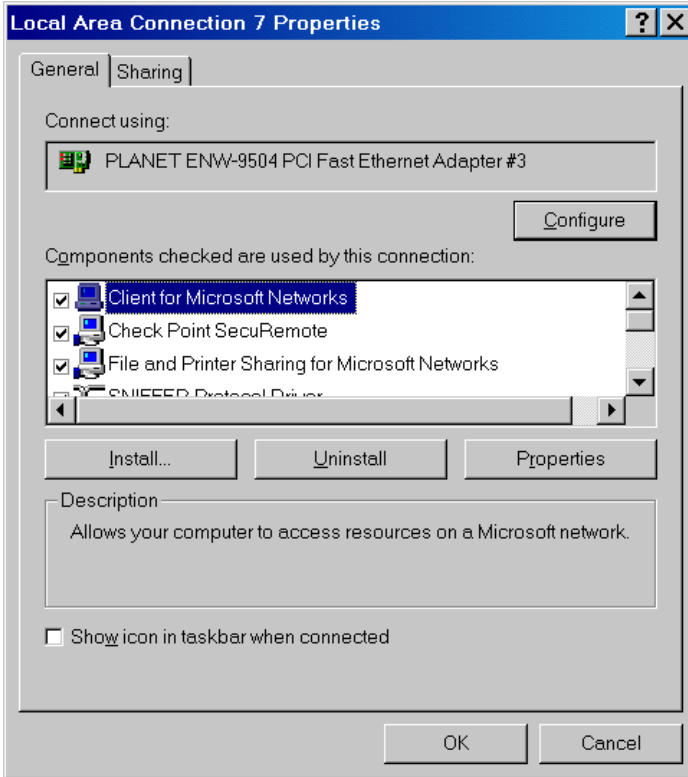 Local Area Connection 7 Properties
General
Sharing
Connect using:
PLANET ENW-9504 PCI Fast Ethernet Adapter #3
Configure
Components checked are used by this connection:
Client for Microsoft Networks
Check Point SecuRemote
File and Printer Sharing for Microsoft Networks
SNIFFER Protocol Driver
Install...
Uninstall
Properties
Description
Allows your computer to access resources on a Microsoft network.
Show icon in taskbar when connected
OK
Cancel